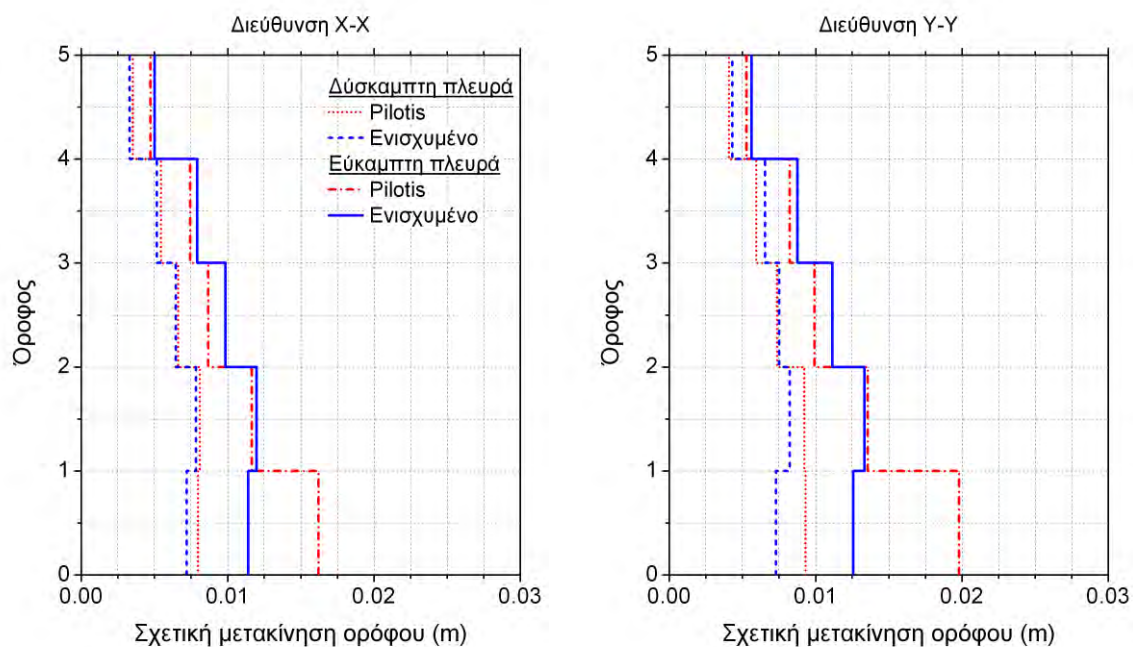 Διεύθυνση X-X
5
4
3
2
1
0
Όροφος
Δύσκαμπτη πλευρά
Pilotis
Ενισχυμένο
Εύκαμπτη πλευρά
Pilotis
Ενισχυμένο
0.00 0.01 0.02 0.03
Σχετική μετακίνηση ορόφου (m)
Διεύθυνση Y-Y
5
4
3
2
1
0
Όροφος
0.00 0.01 0.02 0.03
Σχετική μετακίνηση ορόφου (m)